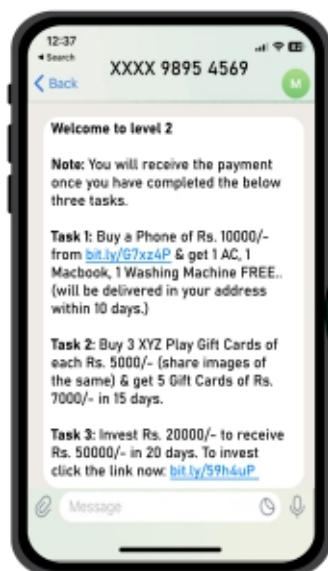 12:37
Search
Back
XXXX 9895 4569
M
Welcome to level 2
Note: You will receive the payment
once you have completed the below
three tasks.
Task 1: Buy a Phone of Rs. 10000/-
from bit.ly/G7xz4P & get 1 AC, 1
Macbook, 1 Washing Machine FREE..
(will be delivered in your address
within 10 days.)
Task 2: Buy 3 XYZ Play Gift Cards of
each Rs. 5000/- (share images of
the same) & get 5 Gift Cards of Rs.
7000/- in 15 days.
Task 3: Invest Rs. 20000/- to receive
Rs. 50000/- in 20 days. To invest
click the link now: bit.ly/59h4uP
Message